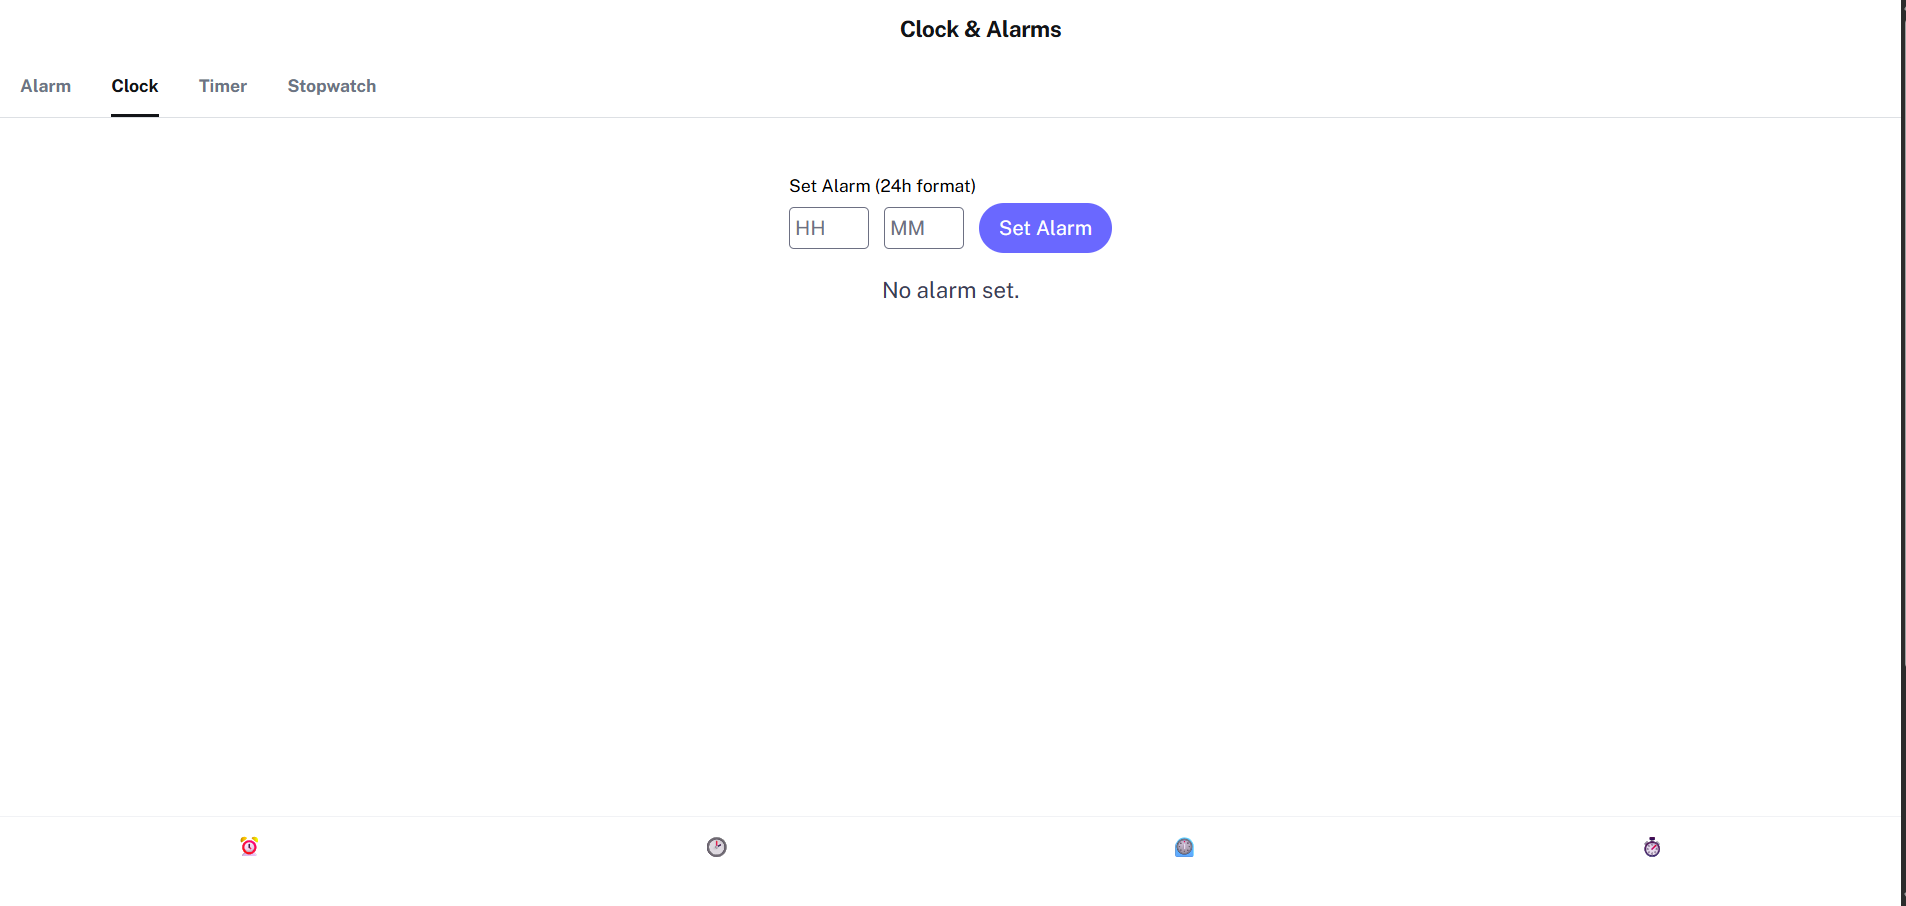 Clock & Alarms
Alarm Clock Timer Stopwatch
Set Alarm (24h format)
HH MM Set Alarm
No alarm set.